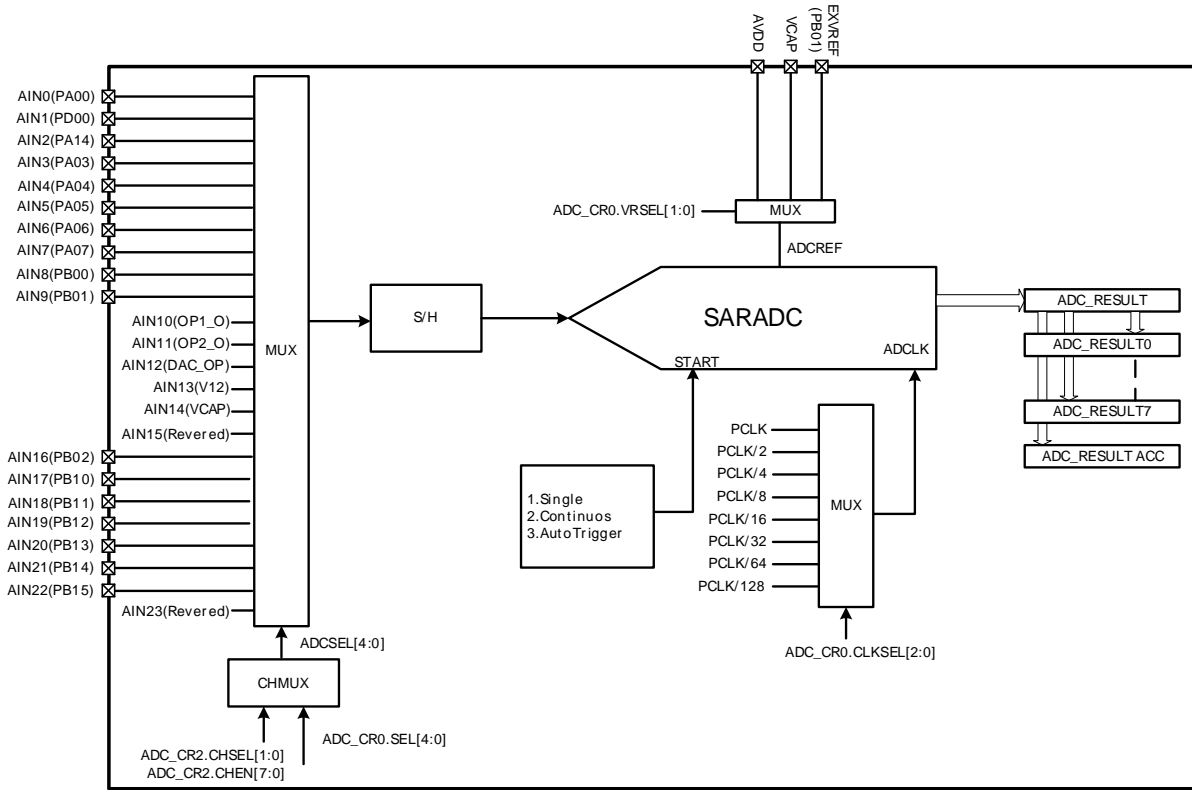 AVDD
VCAP
EXVREF
(PB01)
AIN0(PA00)
AIN1(PD00)
AIN2(PA14)
AIN3(PA03)
AIN4(PA04)
AIN5(PA05)
AIN6(PA06)
AIN7(PA07)
AIN8(PB00)
AIN9(PB01)
AIN10(OP1_O)
AIN11(OP2_O)
AIN12(DAC_OP)
AIN13(V12)
AIN14(VCAP)
AIN15(Revered)
AIN16(PB02)
AIN17(PB10)
AIN18(PB11)
AIN19(PB12)
AIN20(PB13)
AIN21(PB14)
AIN22(PB15)
AIN23(Revered)
MUX
ADCSEL[4:0]
CHMUX
ADC_CR2.CHSEL[1:0]
ADC_CR2.CHEN[7:0]
ADC_CR0.SEL[4:0]
S/H
ADC_CR0.VRSEL[1:0]
MUX
ADCREF
SARADC
START
ADCLK
1.Single
2.Continuos
3.AutoTrigger
PCLK
PCLK/2
PCLK/4
PCLK/8
PCLK/16
PCLK/32
PCLK/64
PCLK/128
MUX
ADC_CR0.CLKSEL[2:0]
ADC_RESULT
ADC_RESULT0
ADC_RESULT7
ADC_RESULT ACC